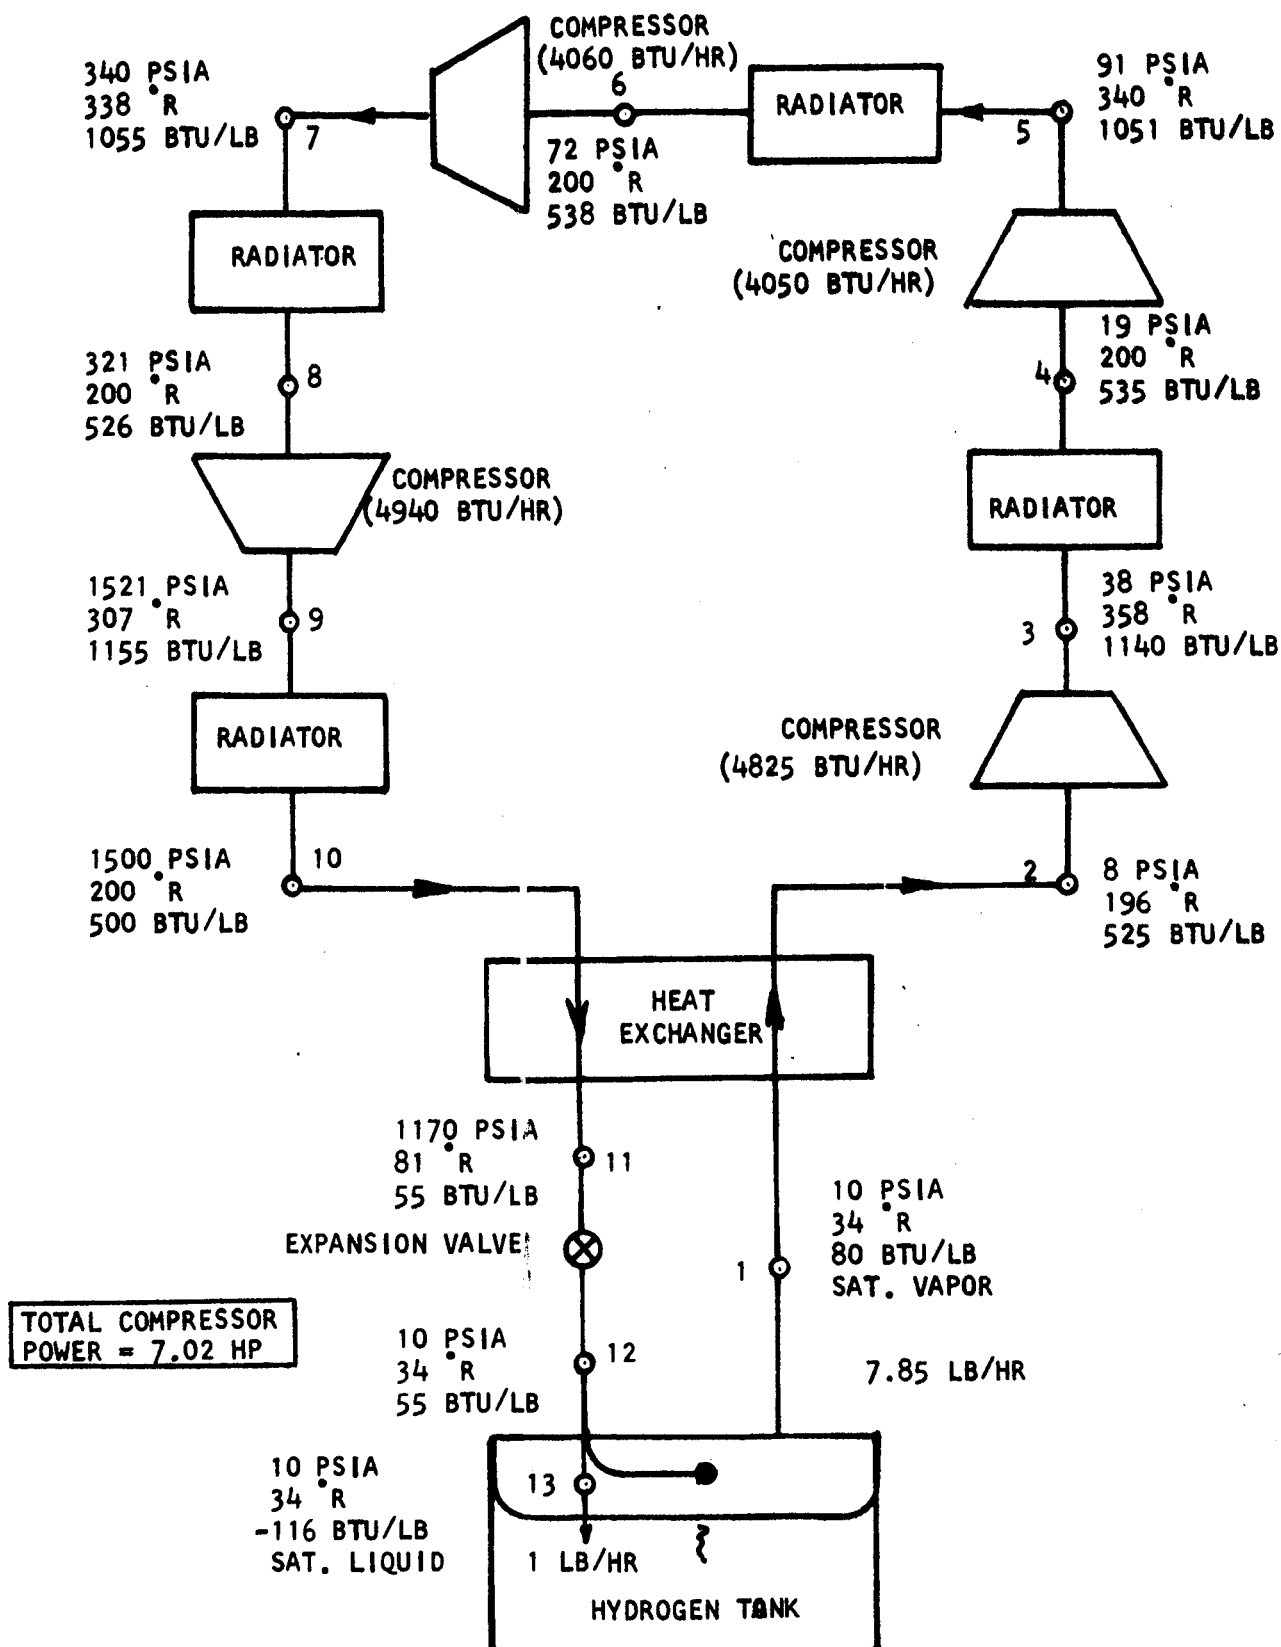 COMPRESSOR
(4060 BTU/HR)
6
340 PSIA
338 °R
1055 BTU/LB
7
72 PSIA
200 °R
538 BTU/LB
RADIATOR
5
91 PSIA
340 °R
1051 BTU/LB
RADIATOR
COMPRESSOR
(4050 BTU/HR)
19 PSIA
200 °R
535 BTU/LB
4
321 PSIA
200 °R
526 BTU/LB
8
COMPRESSOR
(4940 BTU/HR)
RADIATOR
1521 PSIA
307 °R
1155 BTU/LB
9
38 PSIA
358 °R
1140 BTU/LB
3
RADIATOR
COMPRESSOR
(4825 BTU/HR)
1500 PSIA
200 °R
500 BTU/LB
10
2
8 PSIA
196 °R
525 BTU/LB
HEAT
EXCHANGER
1170 PSIA
81 °R
55 BTU/LB
11
EXPANSION VALVE
10 PSIA
34 °R
80 BTU/LB
SAT. VAPOR
1
TOTAL COMPRESSOR
POWER = 7.02 HP
10 PSIA
34 °R
55 BTU/LB
12
7.85 LB/HR
10 PSIA
34 °R
-116 BTU/LB
SAT. LIQUID
13
1 LB/HR
HYDROGEN TANK